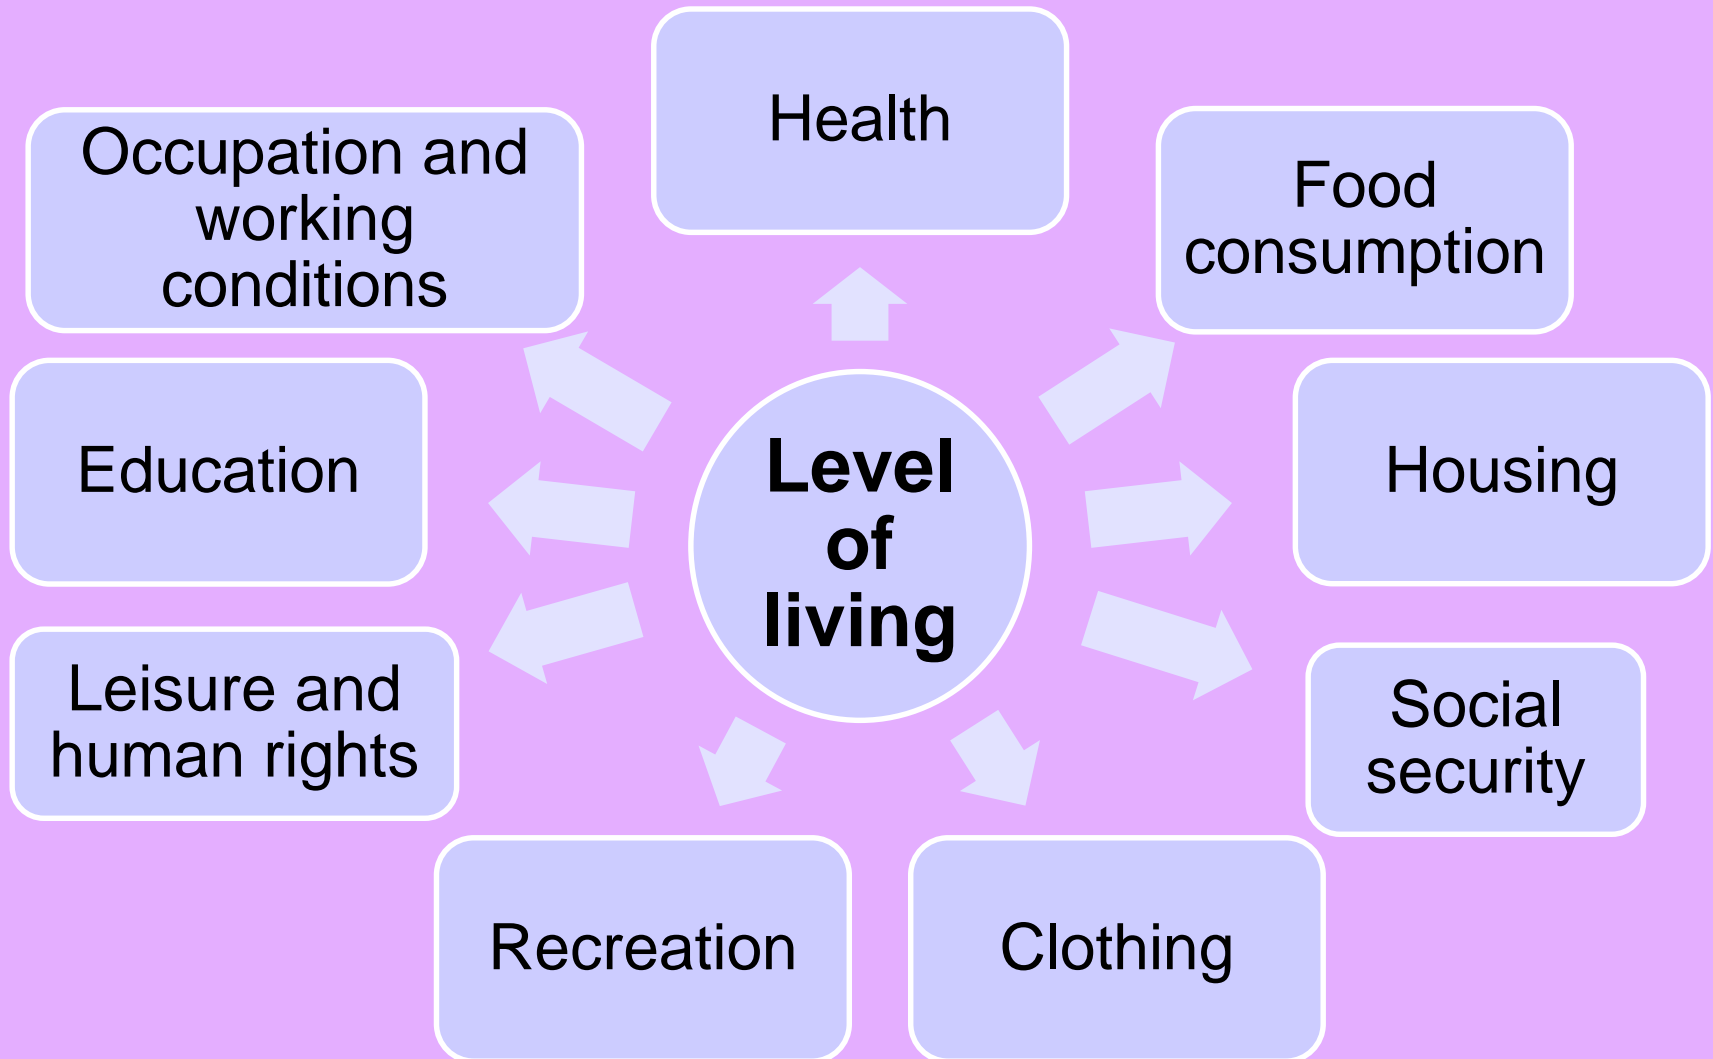 Health
Occupation and
working
conditions
Food
consumption
Education
Level
of
living
Housing
Leisure and
human rights
Social
security
Recreation
Clothing